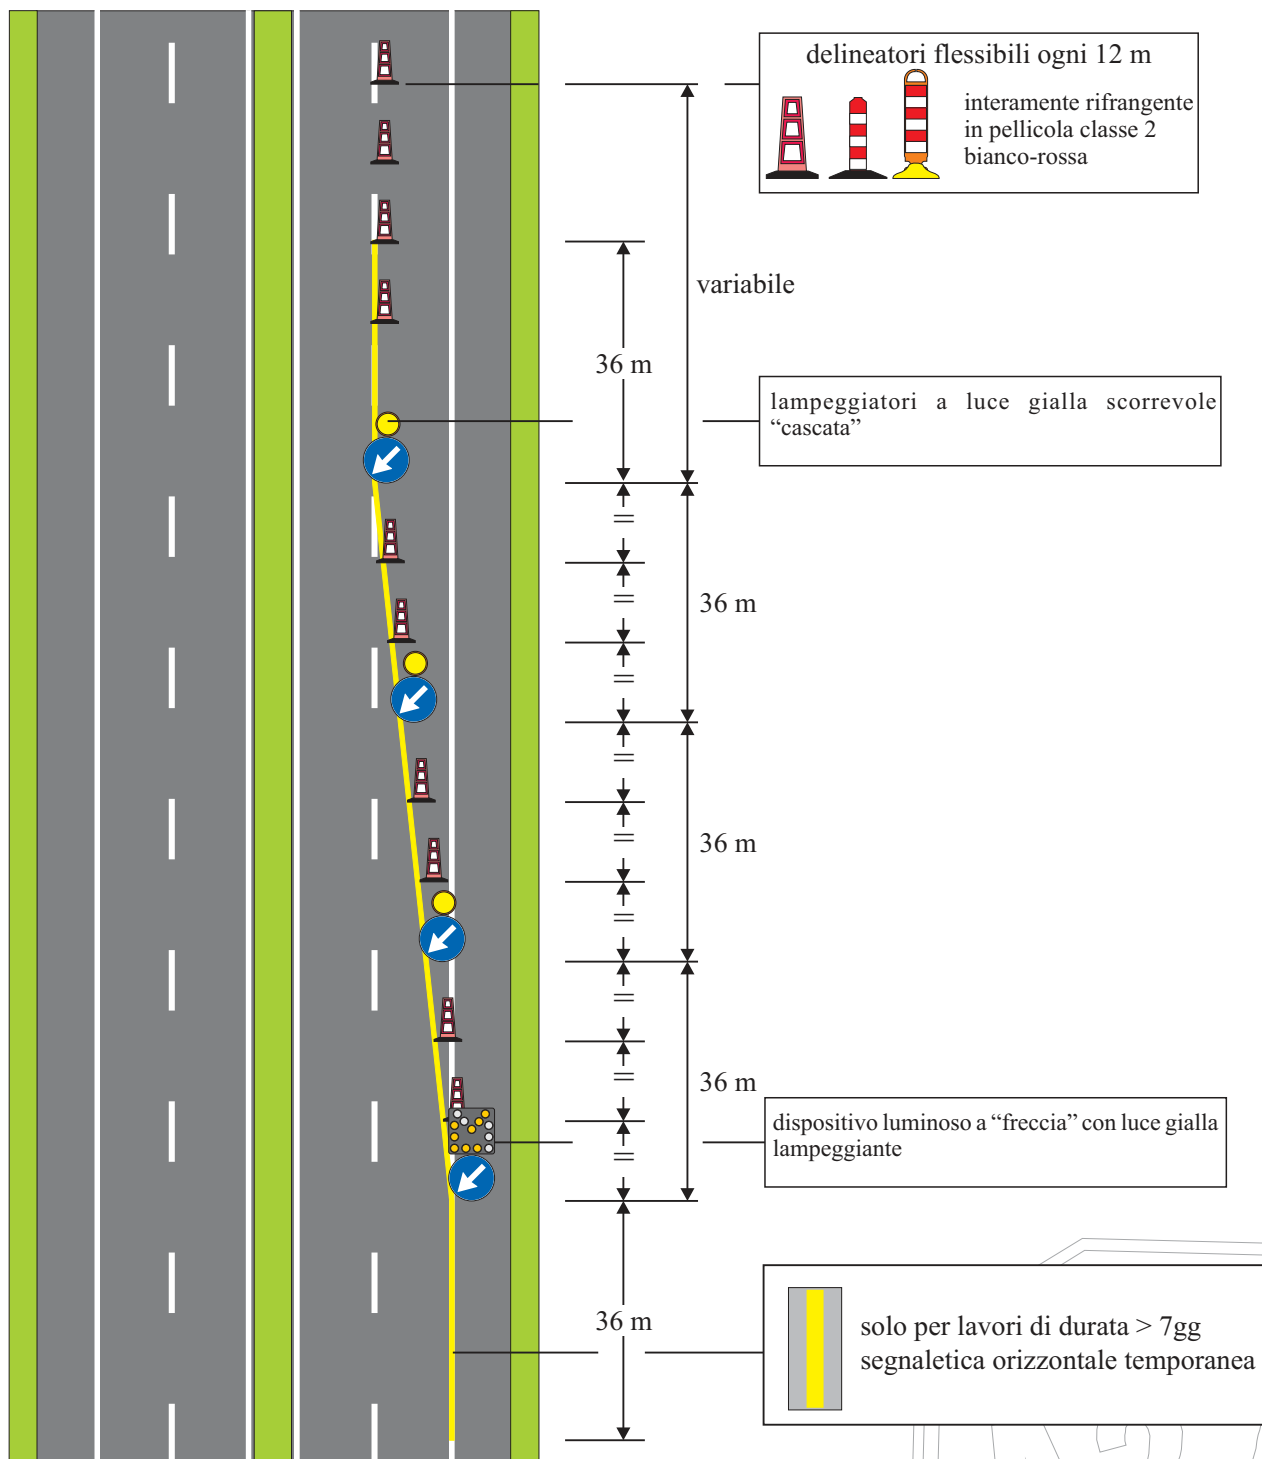 delineatori flessibili ogni 12 m
interamente rifrangente
in pellicola classe 2
bianco-rossa
variabile
36 m
lampeggiatori a luce gialla scorrevole
“cascata”
=
=
36 m
=
=
36 m
=
=
=
36 m
=
dispositivo luminoso a “freccia” con luce gialla
lampeggiante
=
36 m
solo per lavori di durata > 7gg
segnaletica orizzontale temporanea